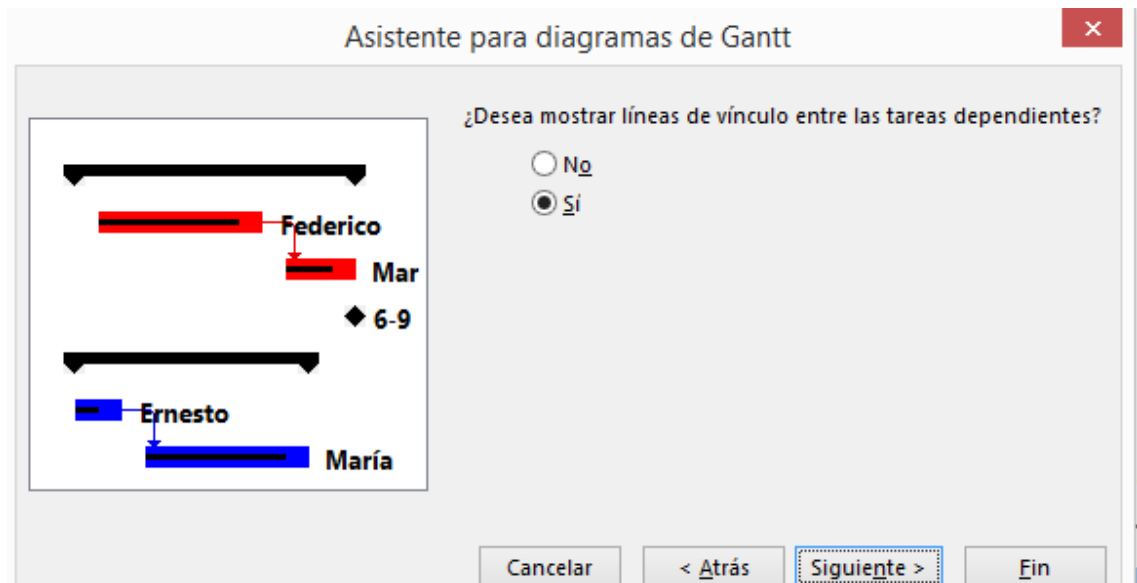 Asistente para diagramas de Gantt
¿Desea mostrar líneas de vínculo entre las tareas dependientes?
No
Sí
Federico
Mar
6-9
Ernesto
María
Cancelar
< Atrás
Siguiente >
Fin